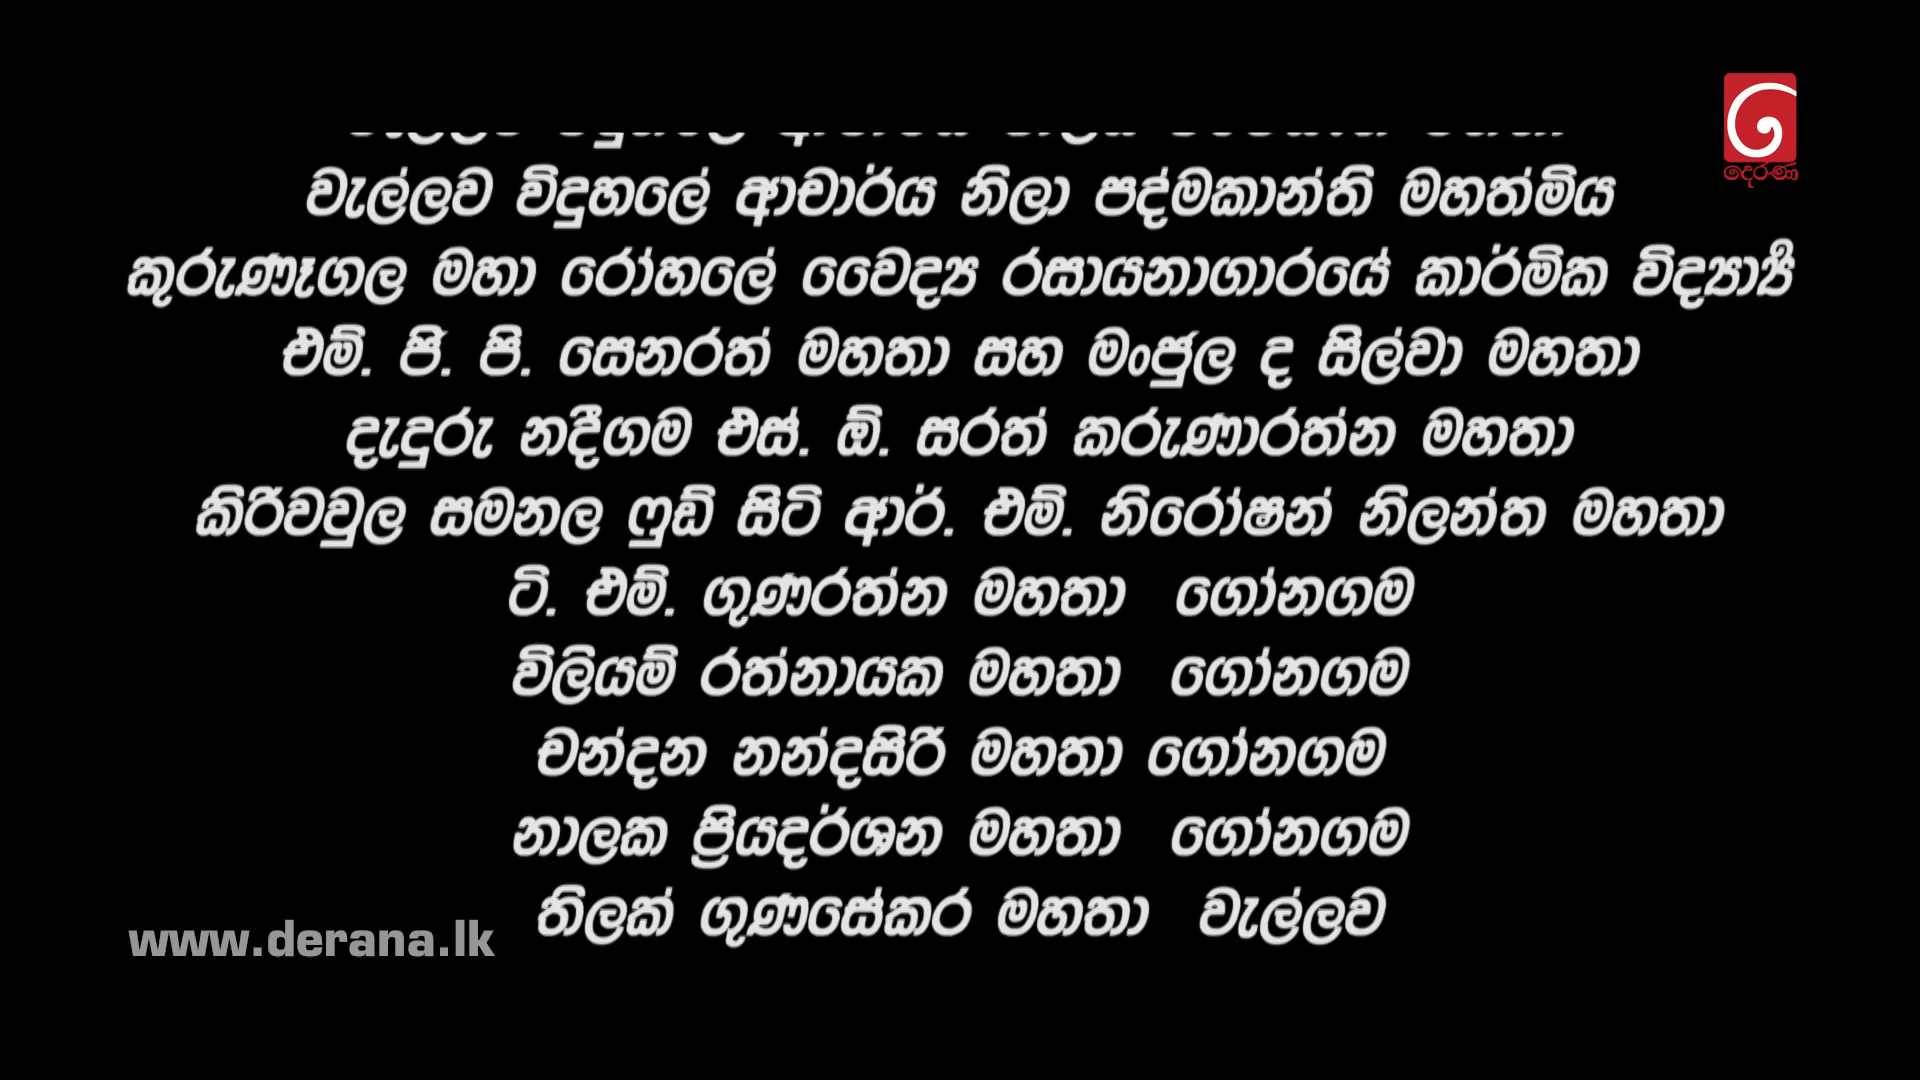 වැල්ලව විදුහලේ ආචාර්ය නිලා පද්මකාන්ති මහත්මිය
කුරුණෑගල මහා රෝහලේ වෛද්‍ය රසායනාගාරයේ කාර්මික විද්‍යාර්‍ථී
එම්. පි. පි. සෙනරත් මහතා සහ මංජුල ද සිල්වා මහතා
දැදුරු නදීගම එස්. ඕ. සරත් කරුණාරත්න මහතා
කිරිවවුල සමනල ෆුඩ් සිටි ආර්. එම්. නිරෝෂන් නිලන්ත මහතා
ටී. එම්. ගුණරත්න මහතා ගෝනගම
විලියම් රත්නායක මහතා ගෝනගම
චන්දන නන්දසිරි මහතා ගෝනගම
නාලක ප්‍රියදර්ශන මහතා ගෝනගම
තිලක් ගුණසේකර මහතා වැල්ලව
www.derana.lk
දෙරණ